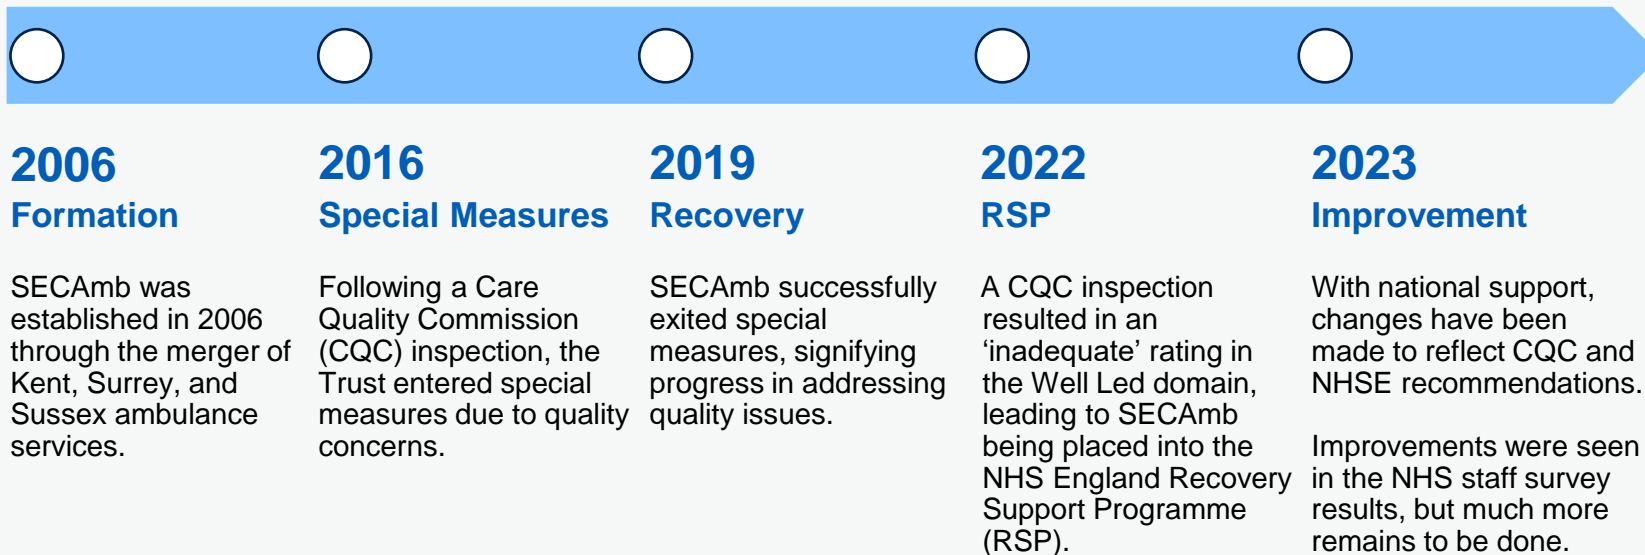 2006
Formation
SECAmb was
established in 2006
through the merger of
Kent, Surrey, and
Sussex ambulance
services.
2016
Special Measures
Following a Care
Quality Commission
(CQC) inspection, the
Trust entered special
measures due to quality
concerns.
2019
Recovery
SECAmb successfully
exited special
measures, signifying
progress in addressing
quality issues.
2022
RSP
A CQC inspection
resulted in an
‘inadequate’ rating in
the Well Led domain,
leading to SECAmb
being placed into the
NHS England Recovery
Support Programme
(RSP).
2023
Improvement
With national support,
changes have been
made to reflect CQC and
NHSE recommendations.
Improvements were seen
in the NHS staff survey
results, but much more
remains to be done.